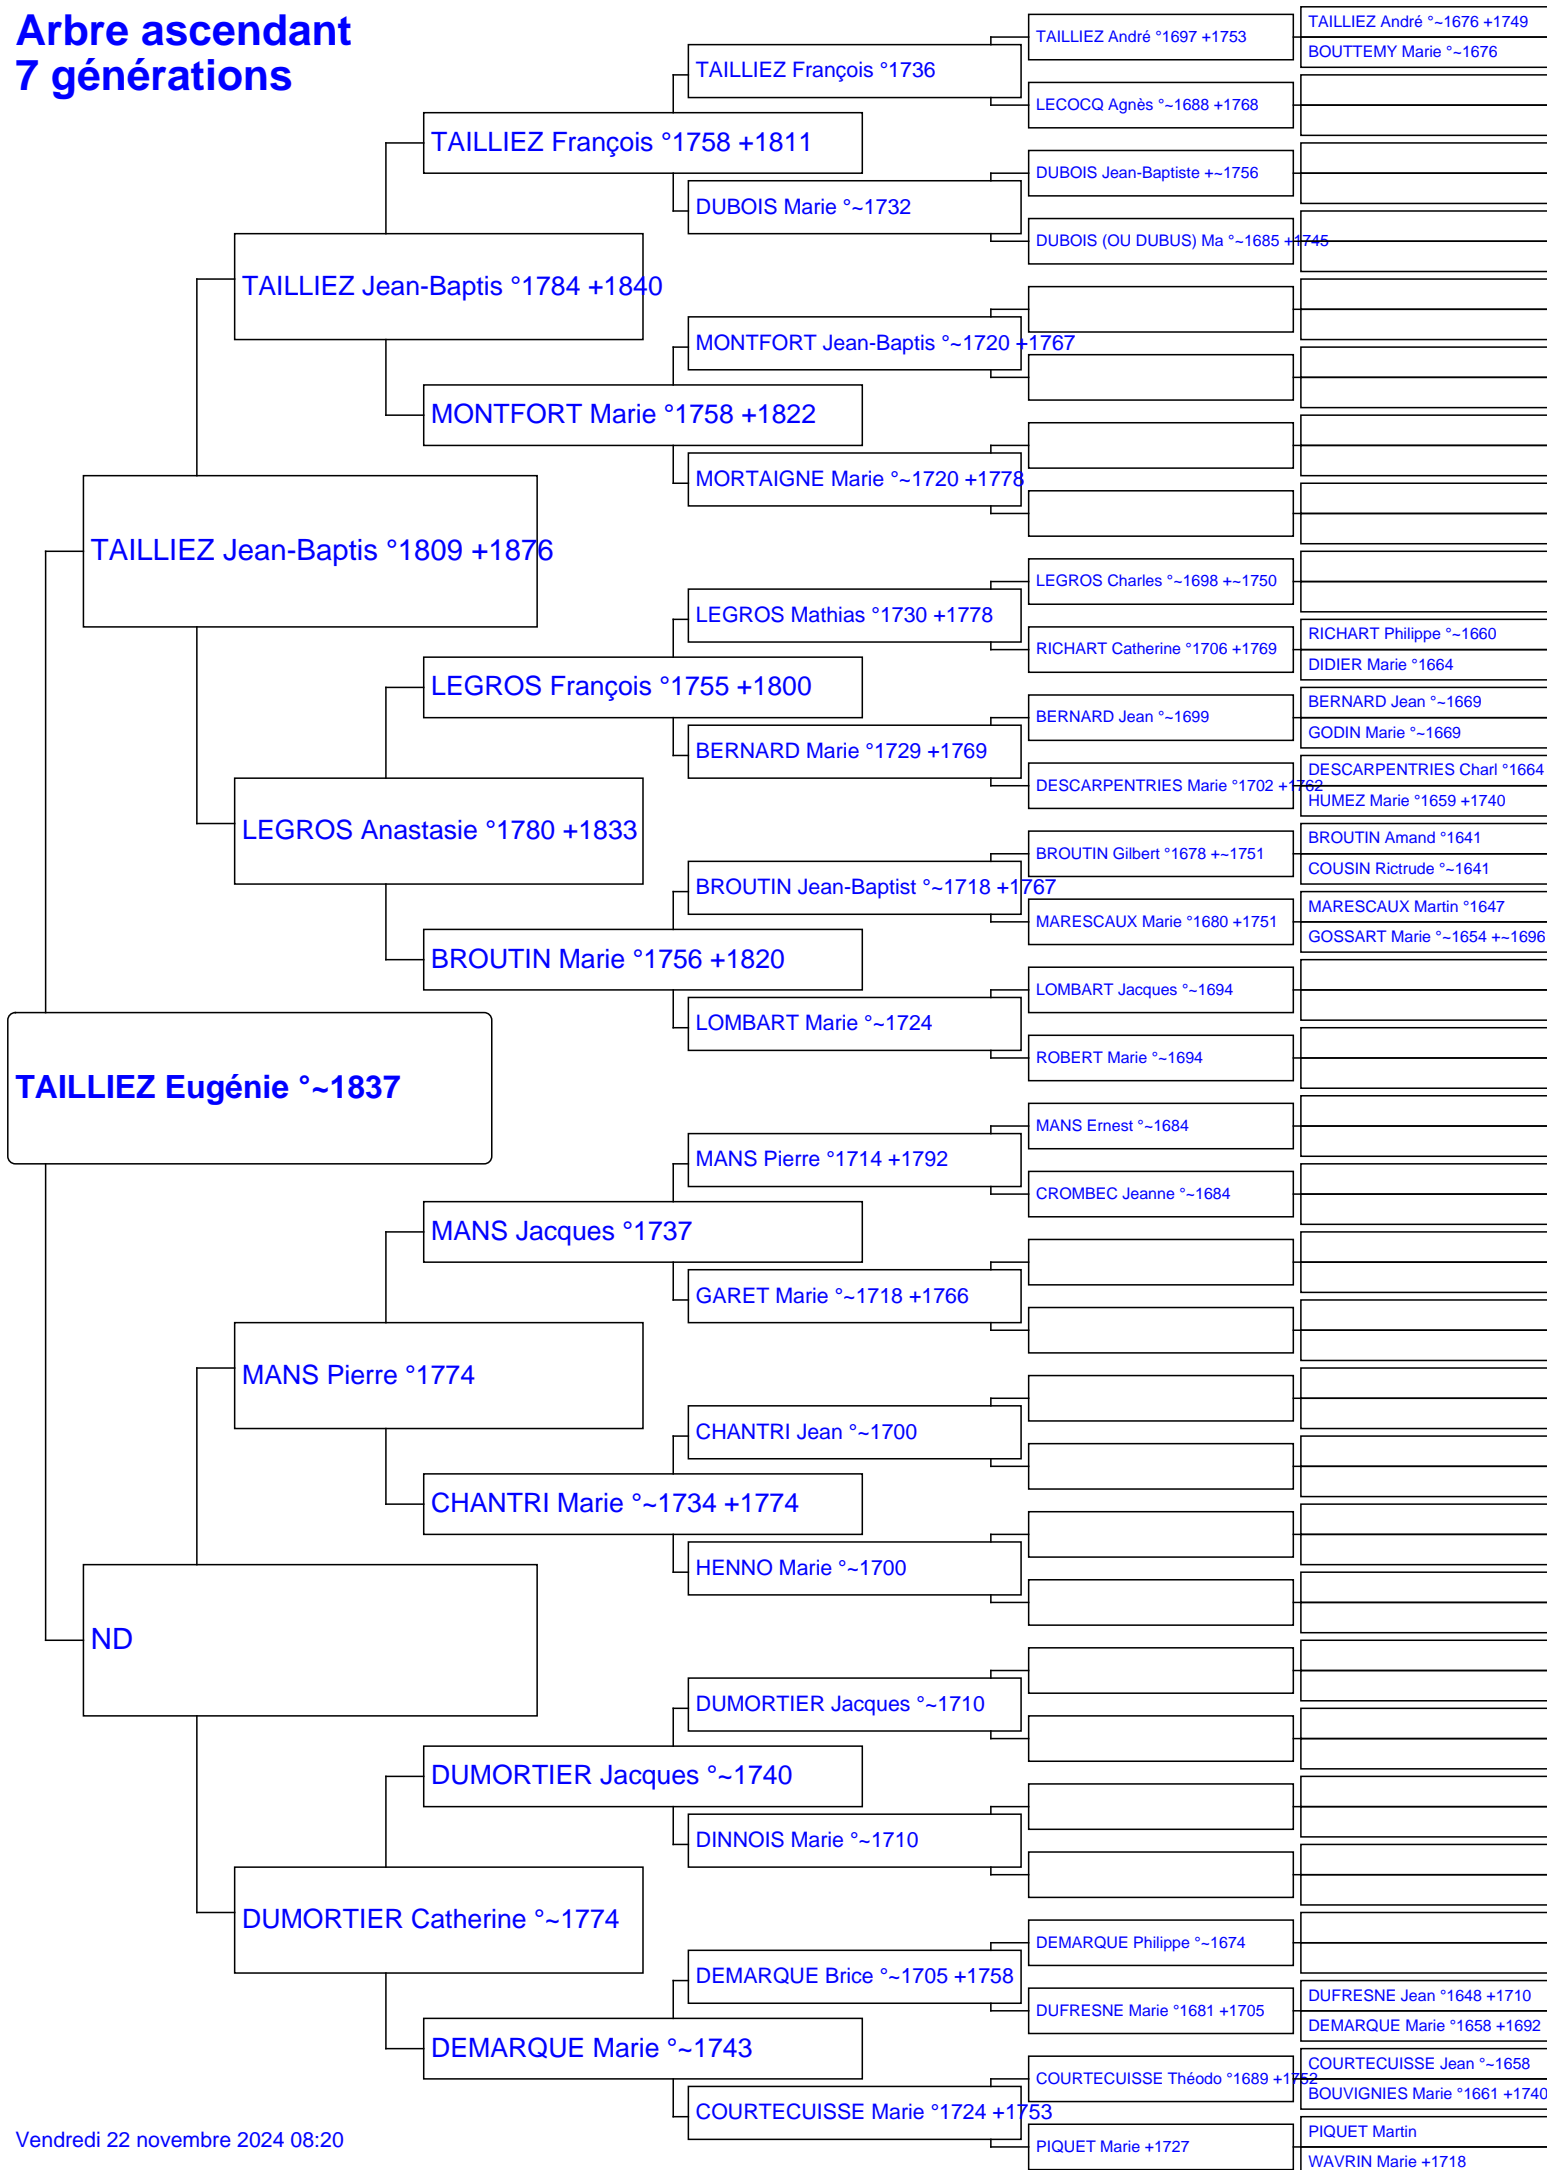 Arbre ascendant
7 générations
TAILLIEZ Eugénie °~1837
TAILLIEZ Jean-Baptis °1809 +1876
ND
TAILLIEZ Jean-Baptis °1784 +1840
LEGROS Anastasie °1780 +1833
MANS Pierre °1774
DUMORTIER Catherine °~1774
TAILLIEZ François °1758 +1811
MONTFORT Marie °1758 +1822
LEGROS François °1755 +1800
BROUTIN Marie °1756 +1820
MANS Jacques °1737
CHANTRI Marie °~1734 +1774
DUMORTIER Jacques °~1740
DEMARQUE Marie °~1743
TAILLIEZ François °1736
DUBOIS Marie °~1732
MONTFORT Jean-Baptis °~1720 +1767
MORTAIGNE Marie °~1720 +1778
LEGROS Mathias °1730 +1778
BERNARD Marie °1729 +1769
BROUTIN Jean-Baptist °~1718 +1767
LOMBART Marie °~1724
MANS Pierre °1714 +1792
GARET Marie °~1718 +1766
CHANTRI Jean °~1700
HENNO Marie °~1700
DUMORTIER Jacques °~1710
DINNOIS Marie °~1710
DEMARQUE Brice °~1705 +1758
COURTECUISSE Marie °1724 +1753
TAILLIEZ André °1697 +1753
LECOCQ Agnès °~1688 +1768
DUBOIS Jean-Baptiste +~1756
DUBOIS (OU DUBUS) Ma °~1685 +1745
LEGROS Charles °~1698 +~1750
RICHART Catherine °1706 +1769
BERNARD Jean °~1699
DESCARPENTRIES Marie °1702 +1762
BROUTIN Gilbert °1678 +~1751
MARESCAUX Marie °1680 +1751
LOMBART Jacques °~1694
ROBERT Marie °~1694
MANS Ernest °~1684
CROMBEC Jeanne °~1684
DEMARQUE Philippe °~1674
DUFRESNE Marie °1681 +1705
COURTECUISSE Théodo °1689 +1752
PIQUET Marie +1727
TAILLIEZ André °~1676 +1749
BOUTTEMY Marie °~1676
RICHART Philippe °~1660
DIDIER Marie °1664
BERNARD Jean °~1669
GODIN Marie °~1669
DESCARPENTRIES Charl °1664
HUMEZ Marie °1659 +1740
BROUTIN Amand °1641
COUSIN Rictrude °~1641
MARESCAUX Martin °1647
GOSSART Marie °~1654 +~1696
DUFRESNE Jean °1648 +1710
DEMARQUE Marie °1658 +1692
COURTECUISSE Jean °~1658
BOUVIGNIES Marie °1661 +1740
PIQUET Martin
WAVRIN Marie +1718
Vendredi 22 novembre 2024 08:20